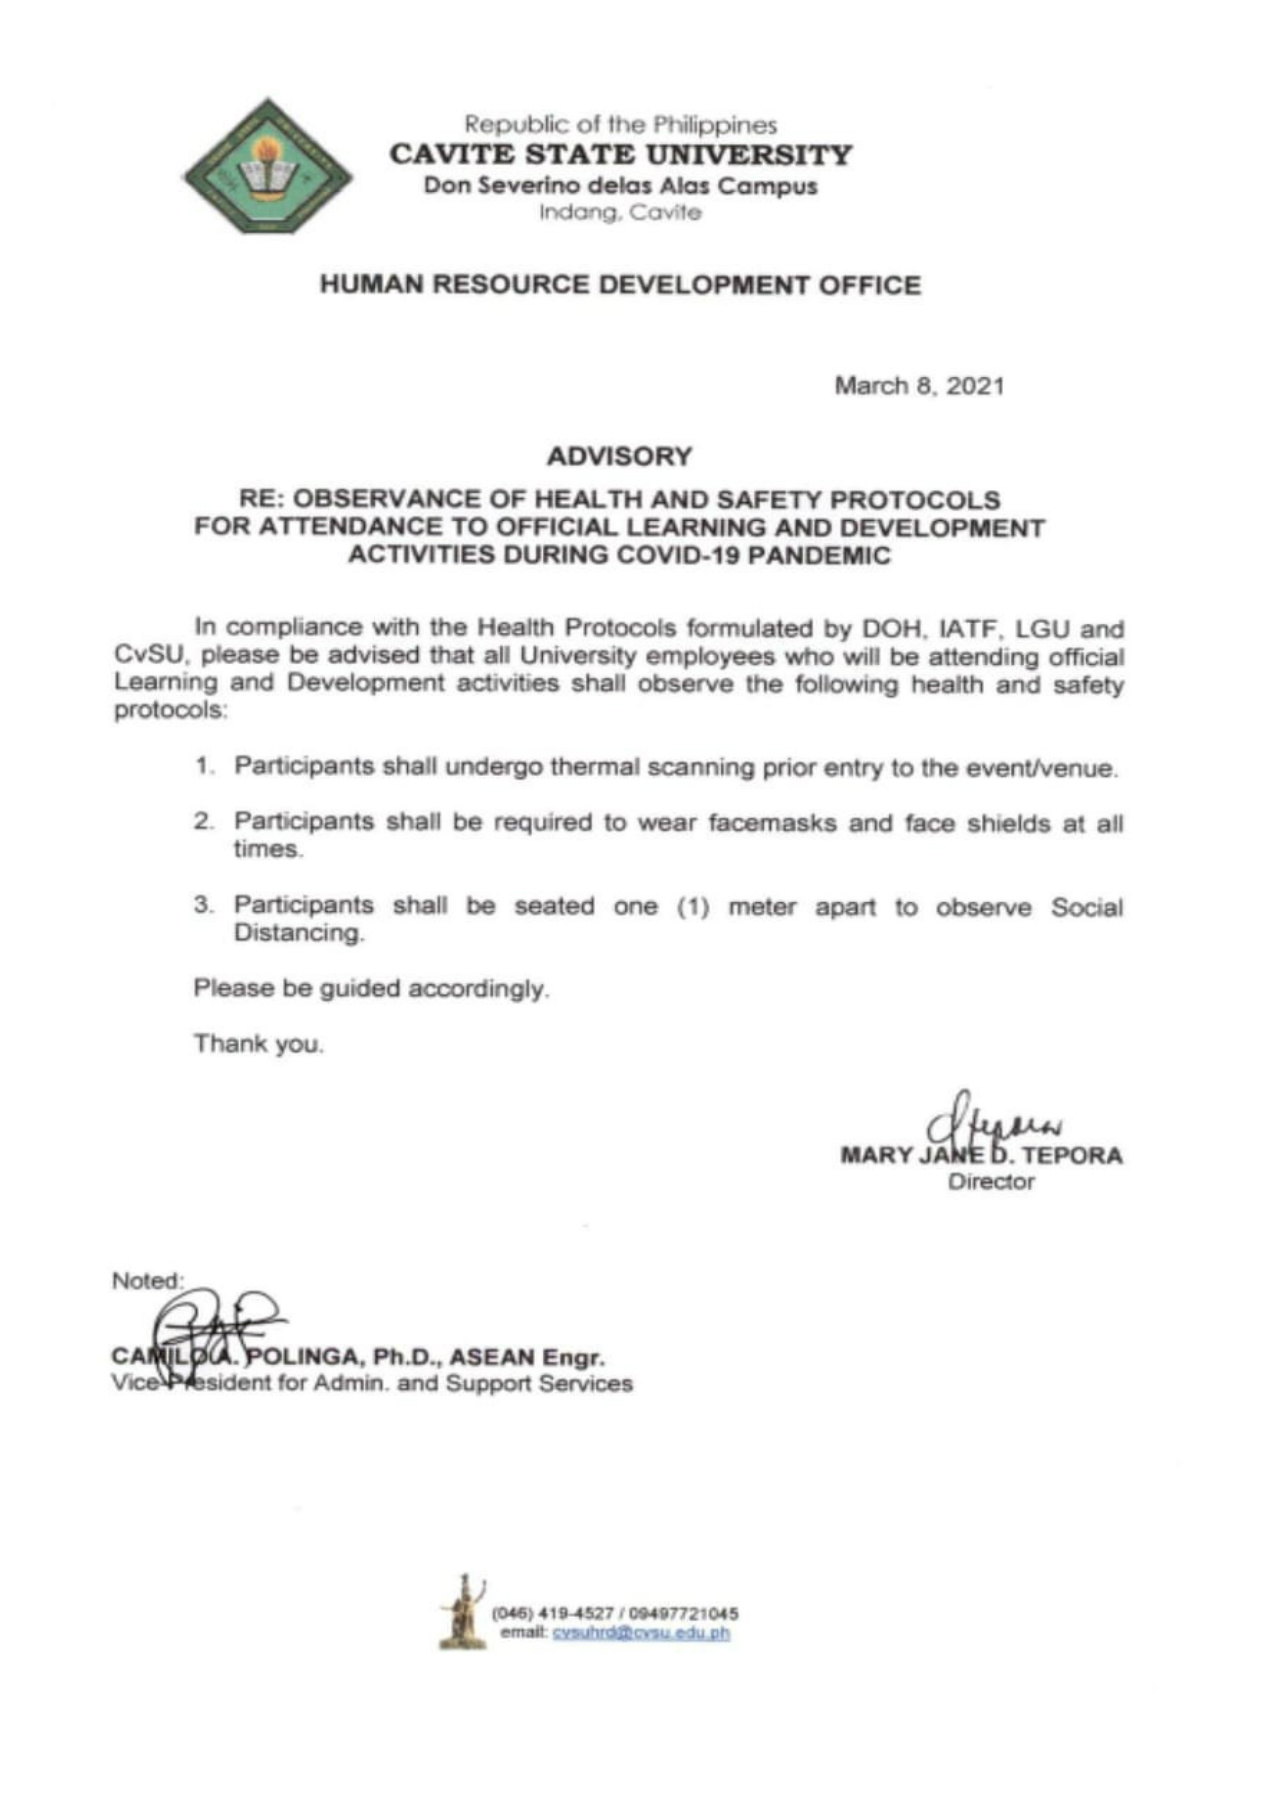 Republic of the Philippines
CAVITE STATE UNIVERSITY
Don Severino delas Alas Campus
Indang, Cavite
HUMAN RESOURCE DEVELOPMENT OFFICE
March 8, 2021
ADVISORY
RE: OBSERVANCE OF HEALTH AND SAFETY PROTOCOLS
FOR ATTENDANCE TO OFFICIAL LEARNING AND DEVELOPMENT
ACTIVITIES DURING COVID-19 PANDEMIC
In compliance with the Health Protocols formulated by DOH, IATF, LGU and
CvSU, please be advised that all University employees who will be attending official
Learning and Development activities shall observe the following health and safety
protocols:
1. Participants shall undergo thermal scanning prior entry to the event/venue.
2. Participants shall be required to wear facemasks and face shields at all
times.
3. Participants shall be seated one (1) meter apart to observe Social
Distancing.
Please be guided accordingly.
Thank you.
MARY JANE D. TEPORA
Director
Noted:
CAMILO A. POLINGA, Ph.D., ASEAN Engr.
Vice President for Admin. and Support Services
(046) 419-4527 / 09497721045
email: cvsuhrd@cvsu.edu.ph